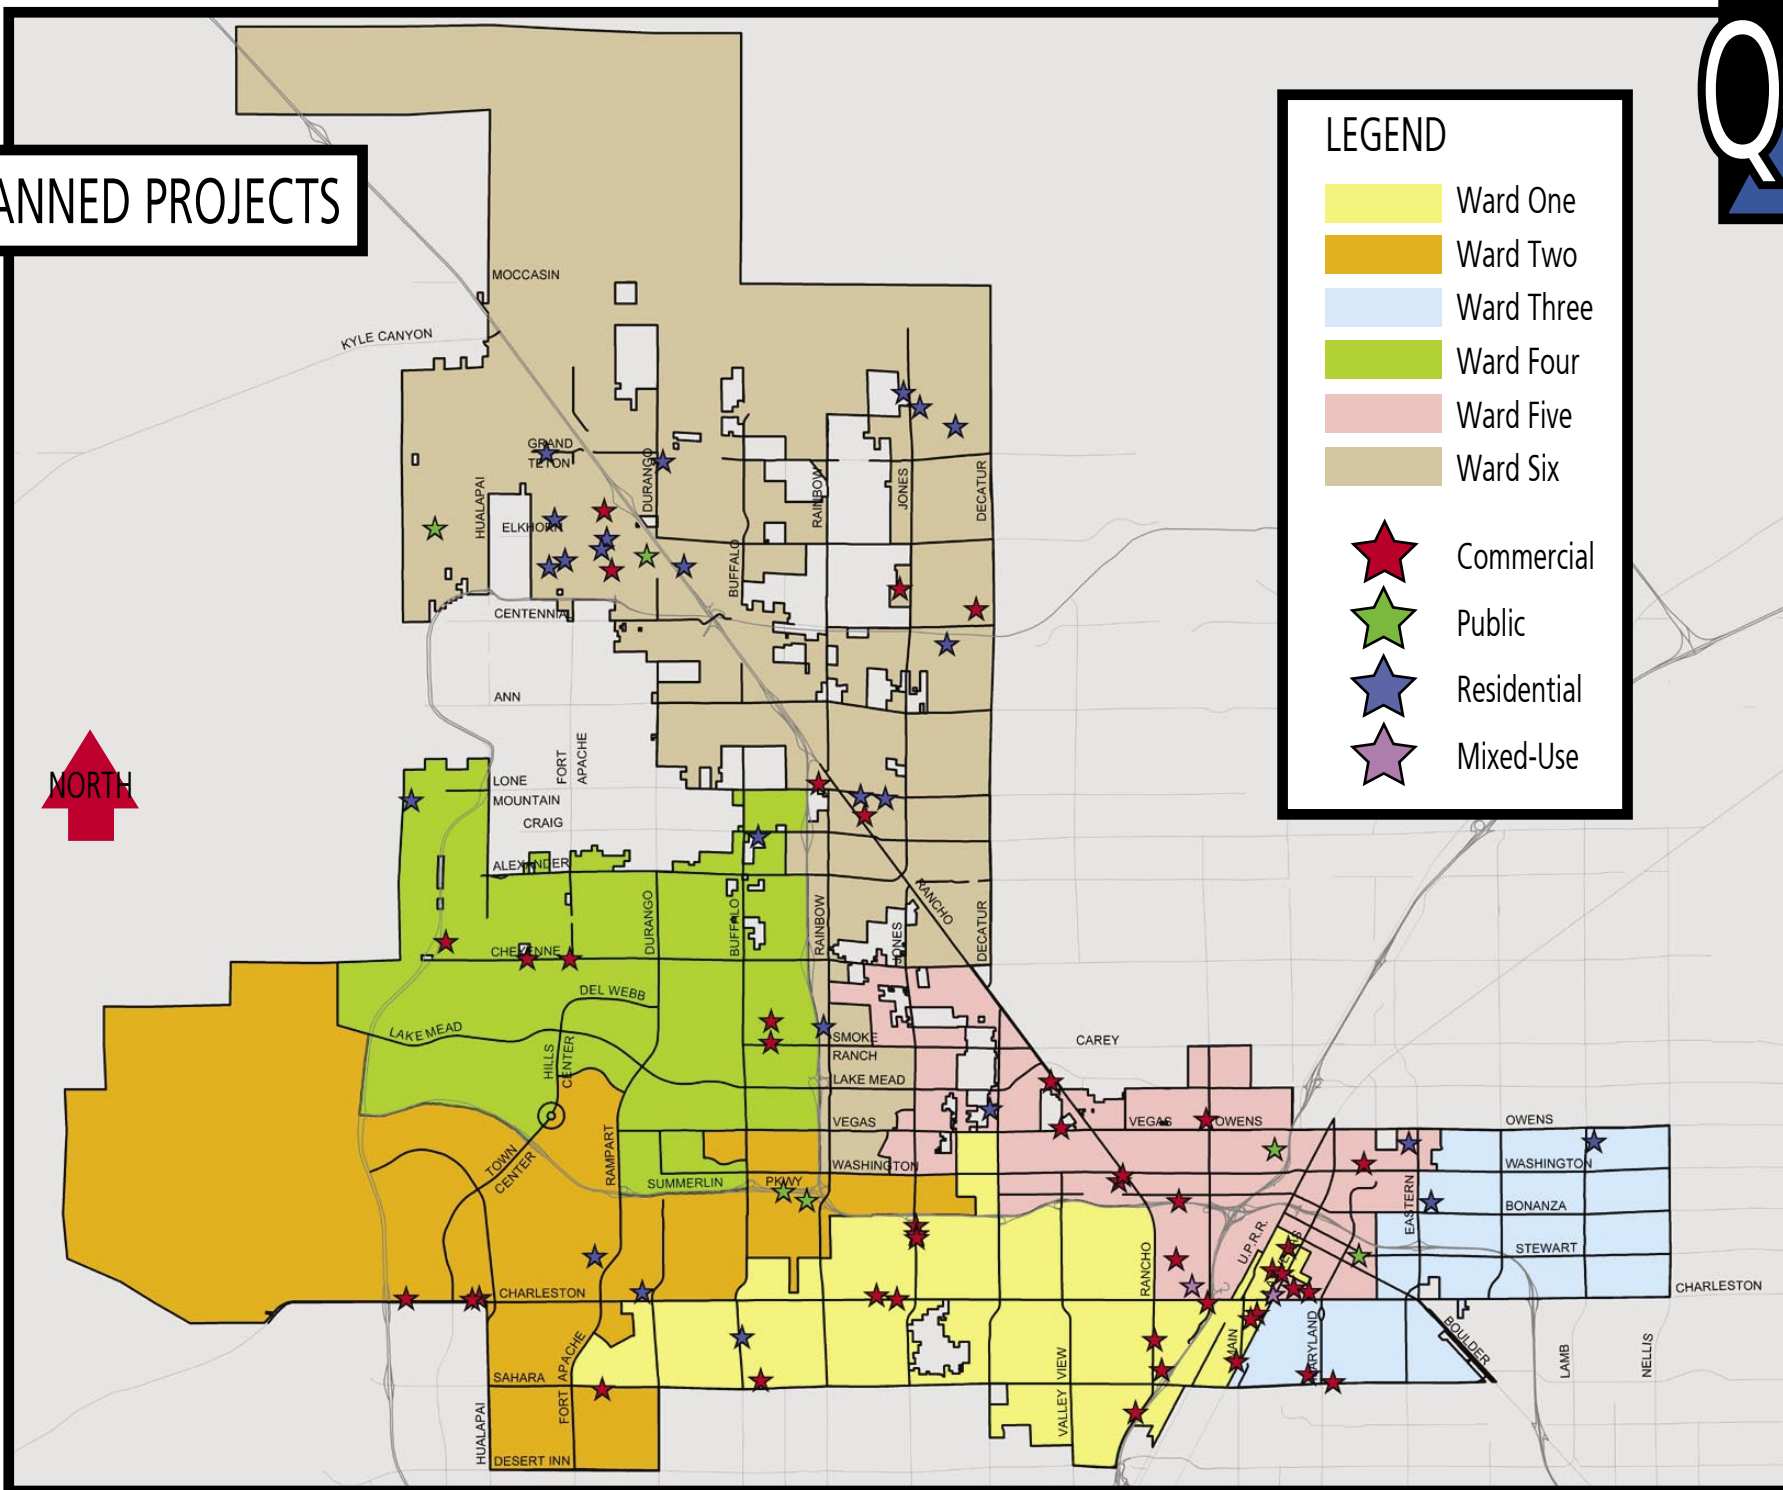 Q
ANNED PROJECTS
LEGEND
Ward One
Ward Two
Ward Three
Ward Four
Ward Five
Ward Six
Commercial
Public
Residential
Mixed-Use
NORTH
MOCCASIN
KYLE CANYON
GRAND
TETON
HUALAPAI
ELKHORN
DURANGO
BUFFALO
RAINBOW
JONES
DECATUR
CENTENNIAL
ANN
FORT
APACHE
LONE
MOUNTAIN
CRAIG
ALEXANDER
DURANGO
BUFFALO
RAINBOW
JONES
RANCHO
DECATUR
CHEYENNE
DEL WEBB
LAKE MEAD
HILLS
CENTER
SMOKE
RANCH
LAKE MEAD
CAREY
VEGAS
VEGAS
OWENS
OWENS
TOWN
CENTER
RAMPART
WASHINGTON
WASHINGTON
SUMMERLIN
PKWY
EASTERN
BONANZA
STEWART
U.P.R.R.
RANCHO
CHARLESTON
CHARLESTON
MAIN
MARYLAND
BOULDER
LAMB
NELLIS
SAHARA
FORT APACHE
VALLEY VIEW
HUALAPAI
DESERT INN